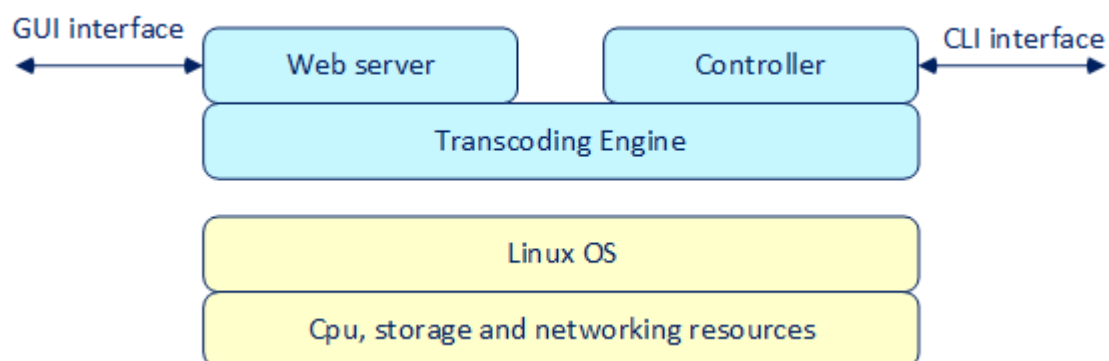 GUI interface
Web server
Controller
CLI interface
Transcoding Engine
Linux OS
Cpu, storage and networking resources